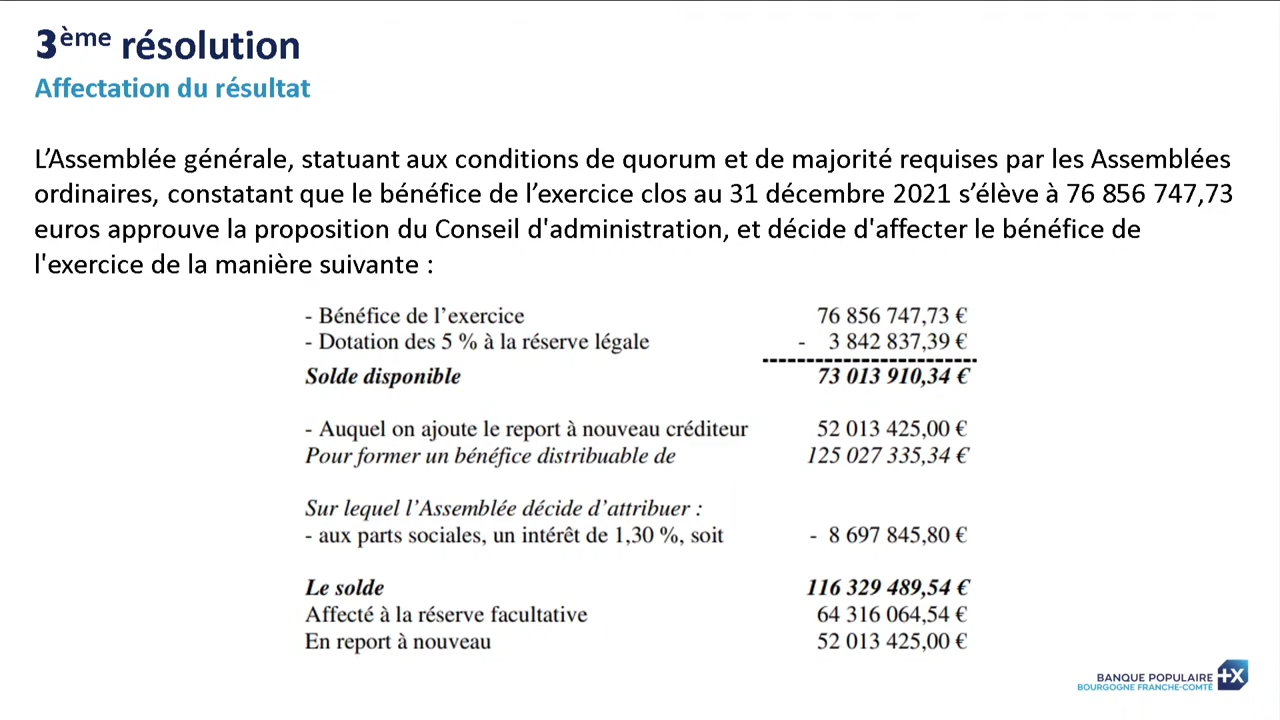 3ème résolution
Affectation du résultat
L’Assemblée générale, statuant aux conditions de quorum et de majorité requises par les Assemblées
ordinaires, constatant que le bénéfice de l’exercice clos au 31 décembre 2021 s’élève à 76 856 747,73
euros approuve la proposition du Conseil d'administration, et décide d'affecter le bénéfice de
l'exercice de la manière suivante :
- Bénéfice de l’exercice 76 856 747,73 €
- Dotation des 5 % à la réserve légale - 3 842 837,39 €
Solde disponible 73 013 910,34 €
- Auquel on ajoute le report à nouveau créditeur 52 013 425,00 €
Pour former un bénéfice distribuable de 125 027 335,34 €
Sur lequel l’Assemblée décide d’attribuer :
- aux parts sociales, un intérêt de 1,30 %, soit - 8 697 845,80 €
Le solde 116 329 489,54 €
Affecté à la réserve facultative 64 316 064,54 €
En report à nouveau 52 013 425,00 €
BANQUE POPULAIRE
BOURGOGNE FRANCHE-COMTÉ